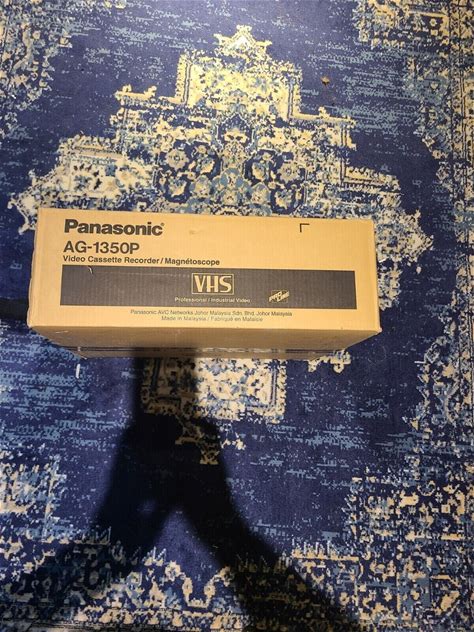 Panasonic
AG-1350P
Video Cassette Recorder/Magnétoscope
VHS
Professional / Industrial Video
Panasonic AVC Networks Johor Malaysia Sdn. Bhd. Johor Malaysia
Made in Malaysia / Fabriqué en Malaisie